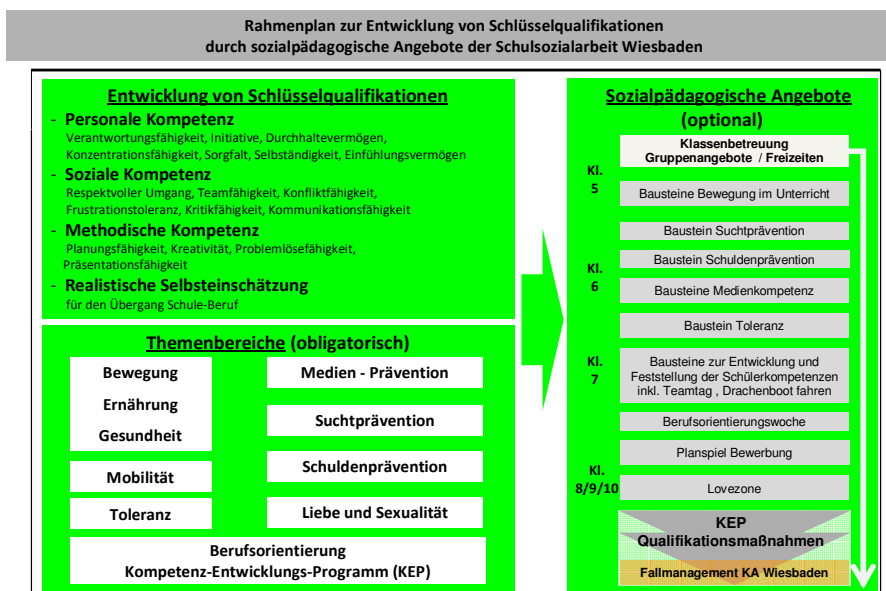 Rahmenplan zur Entwicklung von Schlüsselqualifikationen
durch sozialpädagogische Angebote der Schulsozialarbeit Wiesbaden
Entwicklung von Schlüsselqualifikationen
- Personale Kompetenz
Verantwortungsfähigkeit, Initiative, Durchhaltevermögen,
Konzentrationsfähigkeit, Sorgfalt, Selbständigkeit, Einfühlungsvermögen
- Soziale Kompetenz
Respektvoller Umgang, Teamfähigkeit, Konfliktfähigkeit,
Frustrationstoleranz, Kritikfähigkeit, Kommunikationsfähigkeit
- Methodische Kompetenz
Planungsfähigkeit, Kreativität, Problemlösefähigkeit,
Präsentationsfähigkeit
- Realistische Selbsteinschätzung
für den Übergang Schule-Beruf
Themenbereiche (obligatorisch)
Bewegung
Ernährung
Gesundheit
Mobilität
Toleranz
Medien - Prävention
Suchtprävention
Schuldenprävention
Liebe und Sexualität
Berufsorientierung
Kompetenz-Entwicklungs-Programm (KEP)
Sozialpädagogische Angebote
(optional)
Klassenbetreuung
Gruppenangebote / Freizeiten
Kl.
5
Bausteine Bewegung im Unterricht
Baustein Suchtprävention
Baustein Schuldenprävention
Kl.
6
Bausteine Medienkompetenz
Baustein Toleranz
Kl.
7
Bausteine zur Entwicklung und
Feststellung der Schülerkompetenzen
inkl. Teamtag , Drachenboot fahren
Berufsorientierungswoche
Planspiel Bewerbung
Kl.
8/9/10
Lovezone
KEP
Qualifikationsmaßnahmen
Fallmanagement KA Wiesbaden